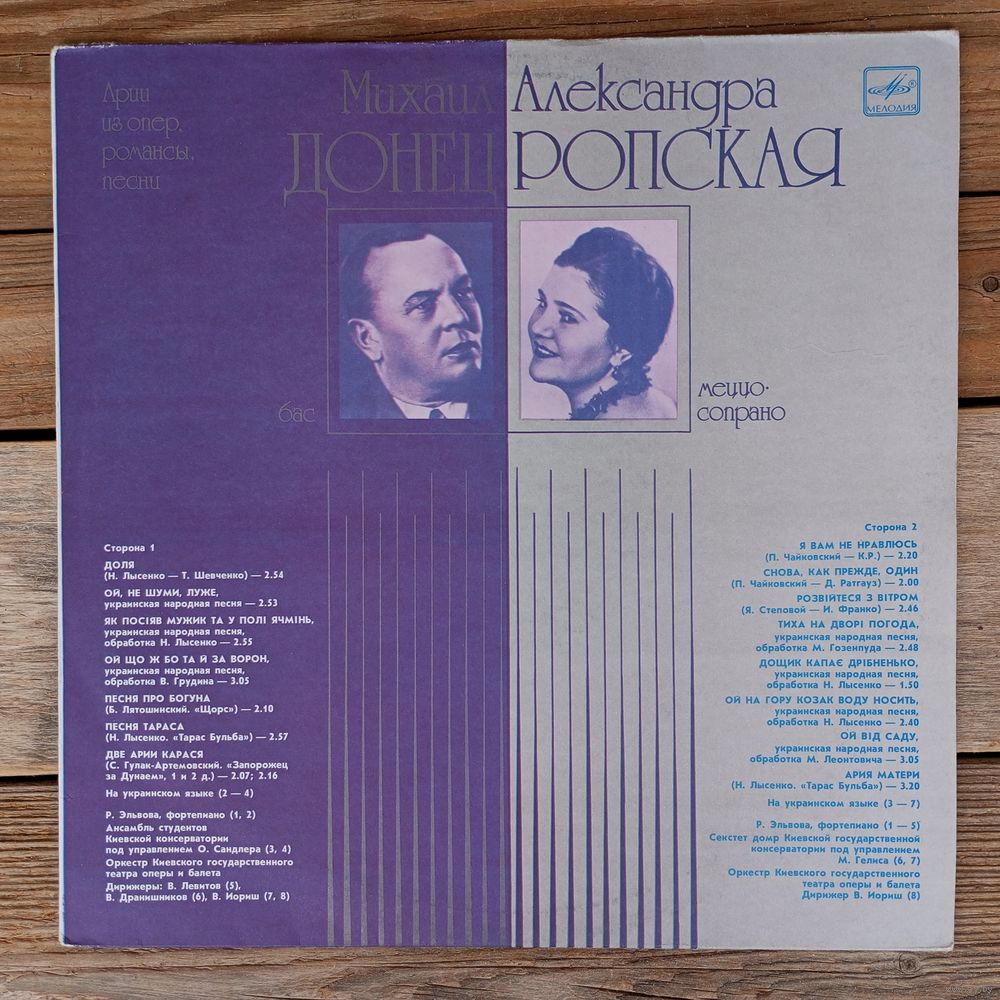 Арии
из опер,
романсы,
песни
Михаил
ДОНЕЦ
бас
Александра
РОПСКАЯ
меццо-
сопрано
МЕЛОДИЯ
Сторона 1
ДОЛЯ
(Н. Лысенко — Т. Шевченко) — 2.54
ОЙ, НЕ ШУМИ, ЛУЖЕ,
украинская народная песня — 2.53
ЯК ПОСІЯВ МУЖИК ТА У ПОЛІ ЯЧМІНЬ,
украинская народная песня,
обработка Н. Лысенко — 2.55
ОЙ ЩО Ж БО ТА Й ЗА ВОРОН,
украинская народная песня,
обработка В. Грудина — 3.05
ПЕСНЯ ПРО БОГУНА
(Б. Лятошинский. «Щорс») — 2.10
ПЕСНЯ ТАРАСА
(Н. Лысенко. «Тарас Бульба») — 2.57
ДВЕ АРИИ КАРАСЯ
(С. Гулак-Артемовский. «Запорожец
за Дунаем», 1 и 2 д.) — 2.07; 2.16
На украинском языке (2 — 4)
Р. Эльвова, фортепиано (1, 2)
Ансамбль студентов
Киевской консерватории
под управлением О. Сандлера (3, 4)
Оркестр Киевского государственного
театра оперы и балета
Дирижеры: В. Левитов (5),
В. Дранишников (6), В. Иориш (7, 8)
Сторона 2
Я ВАМ НЕ НРАВЛЮСЬ
(П. Чайковский — К.Р.) — 2.20
СНОВА, КАК ПРЕЖДЕ, ОДИН
(П. Чайковский — Д. Ратгауз) — 2.00
РОЗВІЙТЕСЯ З ВІТРОМ
(Я. Степовой — И. Франко) — 2.46
ТИХА НА ДВОРІ ПОГОДА,
украинская народная песня,
обработка М. Гозенпуда — 2.48
ДОЩИК КАПАЄ ДРІБНЕНЬКО,
украинская народная песня,
обработка Н. Лысенко — 1.50
ОЙ НА ГОРУ КОЗАК ВОДУ НОСИТЬ,
украинская народная песня,
обработка Н. Лысенко — 2.40
ОЙ ВІД САДУ,
украинская народная песня,
обработка М. Леонтовича — 3.05
АРИЯ МАТЕРИ
(Н. Лысенко. «Тарас Бульба») — 3.20
На украинском языке (3 — 7)
Р. Эльвова, фортепиано (1 — 5)
Секстет домр Киевской государственной
консерватории под управлением
М. Гелиса (6, 7)
Оркестр Киевского государственного
театра оперы и балета
Дирижер В. Иориш (8)